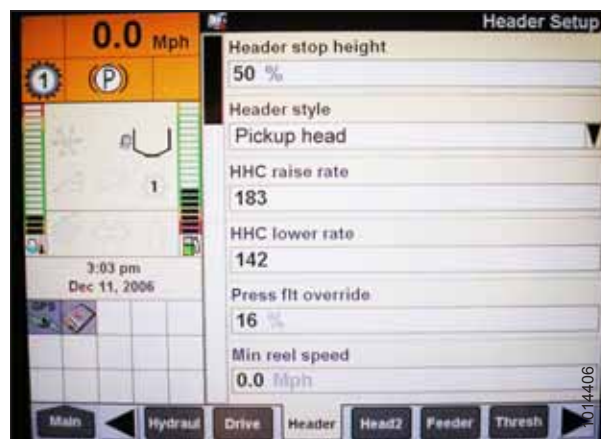 0.0 Mph
1
(P)
1
3:03 pm
Dec 11, 2006
GPS
Header Setup
Header stop height
50 %
Header style
Pickup head
HHC raise rate
183
HHC lower rate
142
Press flt override
16 %
Min reel speed
0.0 Mph
Main
Hydraul
Drive
Header
Head2
Feeder
Thresh
1014406